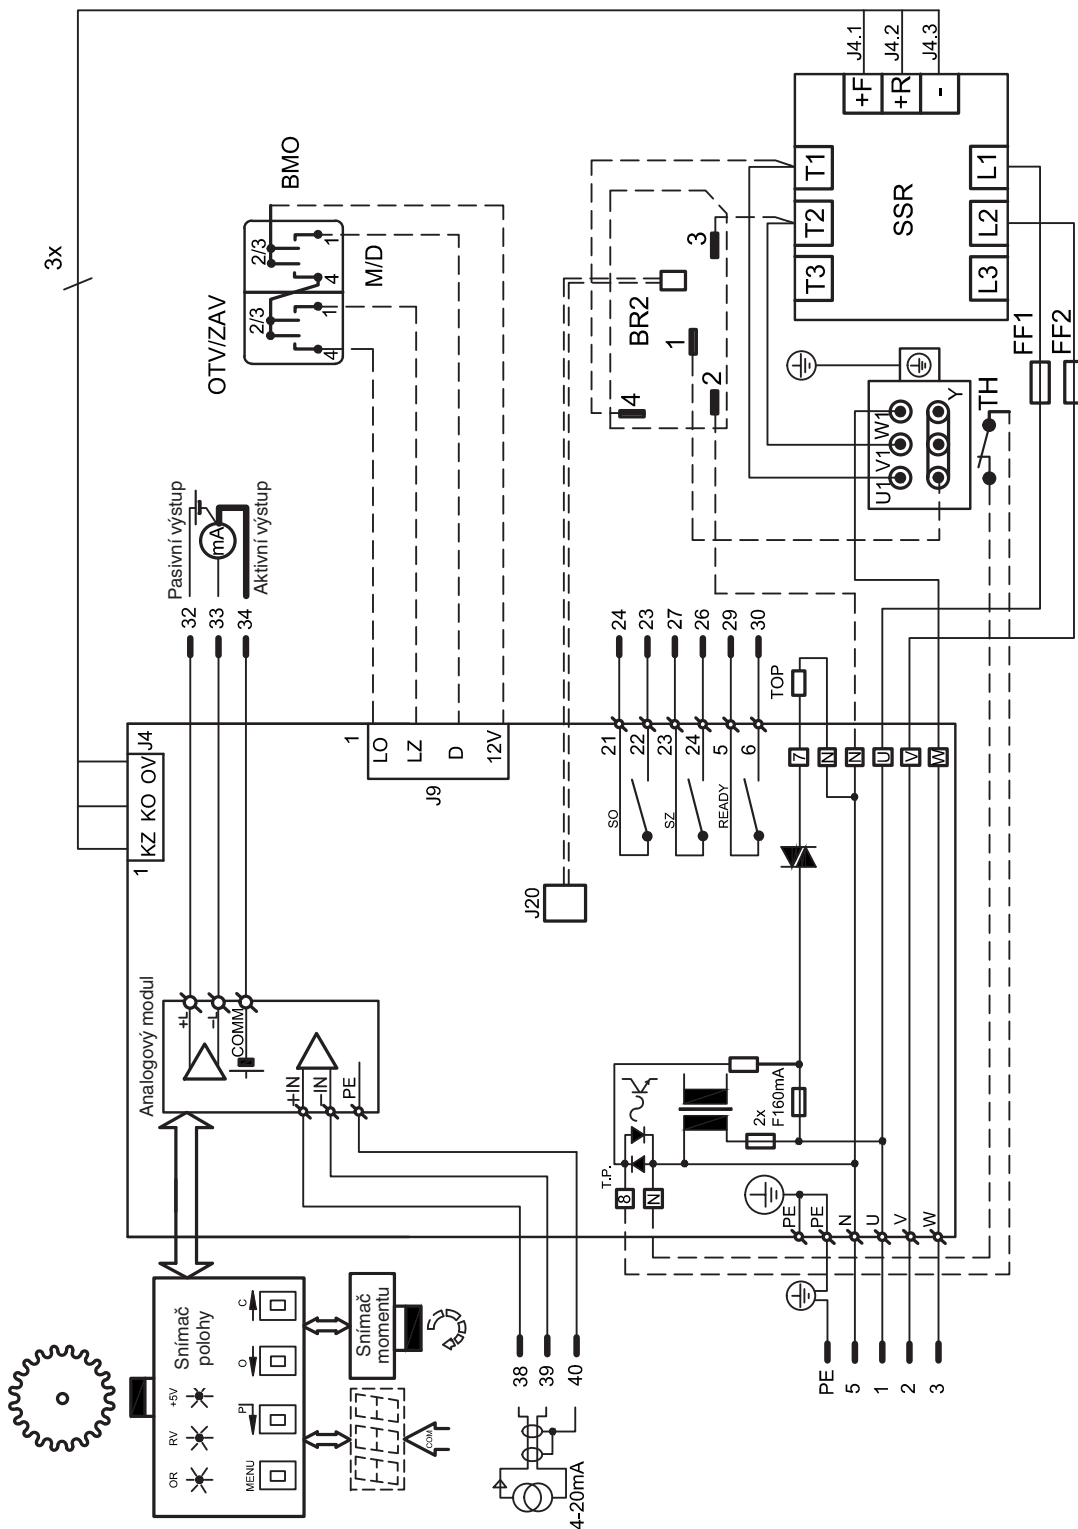 3x
J4.1
J4.2
J4.3
+F
+R
-
BMO
OTV/ZAV
M/D
2/3
1
4
2/3
1
4
T1
T2
T3
SSR
L1
L2
L3
FF1
FF2
BR2
1
2
3
4
U1
V1
W1
Y
TH
Pasivní výstup
mA
Aktivní výstup
32
33
34
J4
KZ KO OV
1
1
LO
LZ
D
12V
J9
24
23
27
26
29
30
21
22
23
24
5
6
SO
SZ
READY
TOP
7
N
N
U
V
W
J20
Analogový modul
+L
–L
COMM
+IN
–IN
PE
2x
F160mA
T.P.
8
N
PE
PE
N
U
V
W
PE
5
1
2
3
Snímač
polohy
+5V
RV
OR
C
O
P
MENU
Snímač
momentu
COM
38
39
40
4-20mA